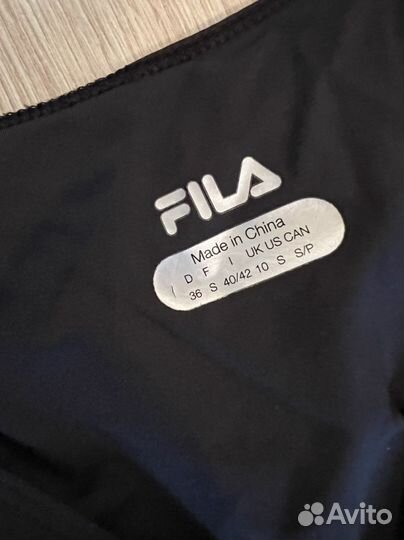 FILA
Made in China
D F I UK US CAN
36 S 40/42 10 S S/P
Avito